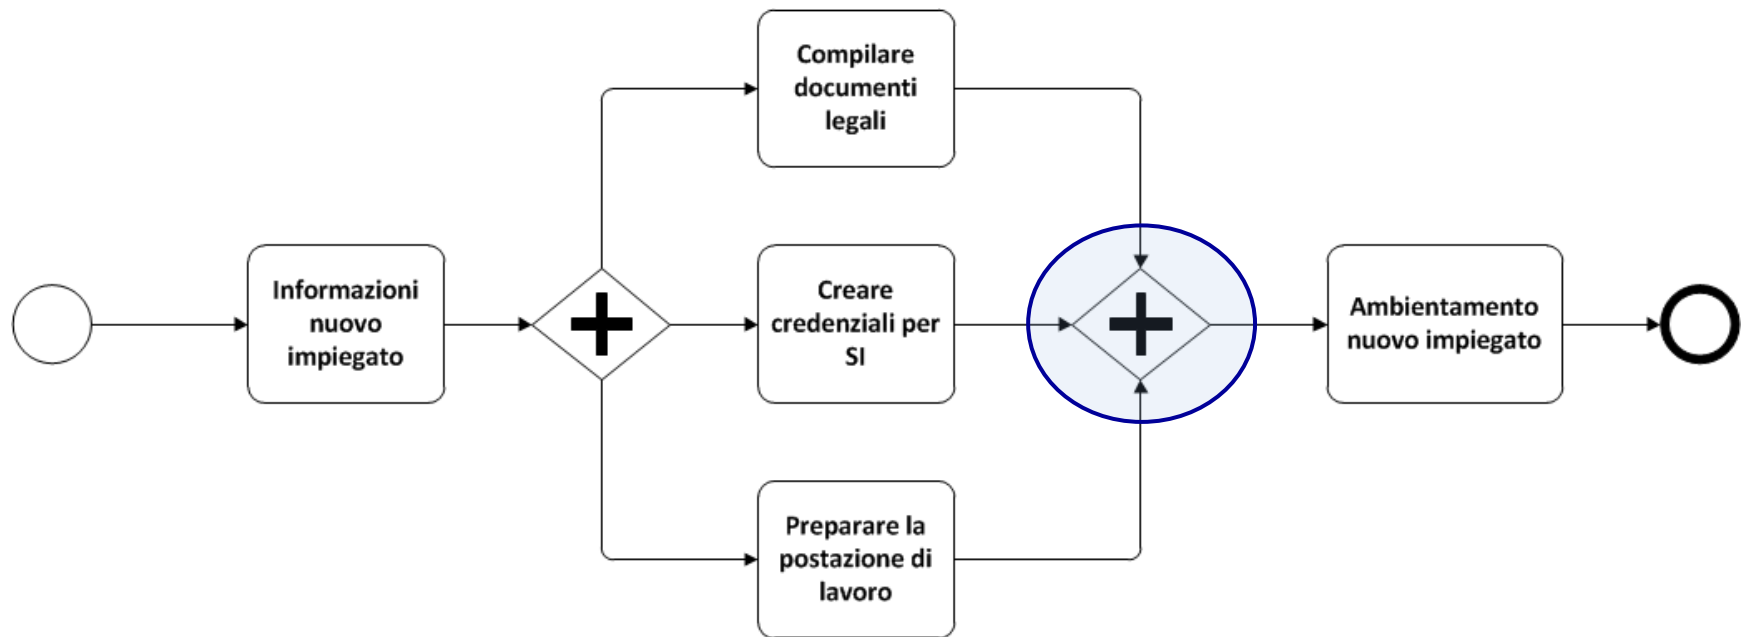 Compilare
documenti
legali
Informazioni
nuovo
impiegato
Creare
credenziali per
SI
Ambientamento
nuovo impiegato
Preparare la
postazione di
lavoro